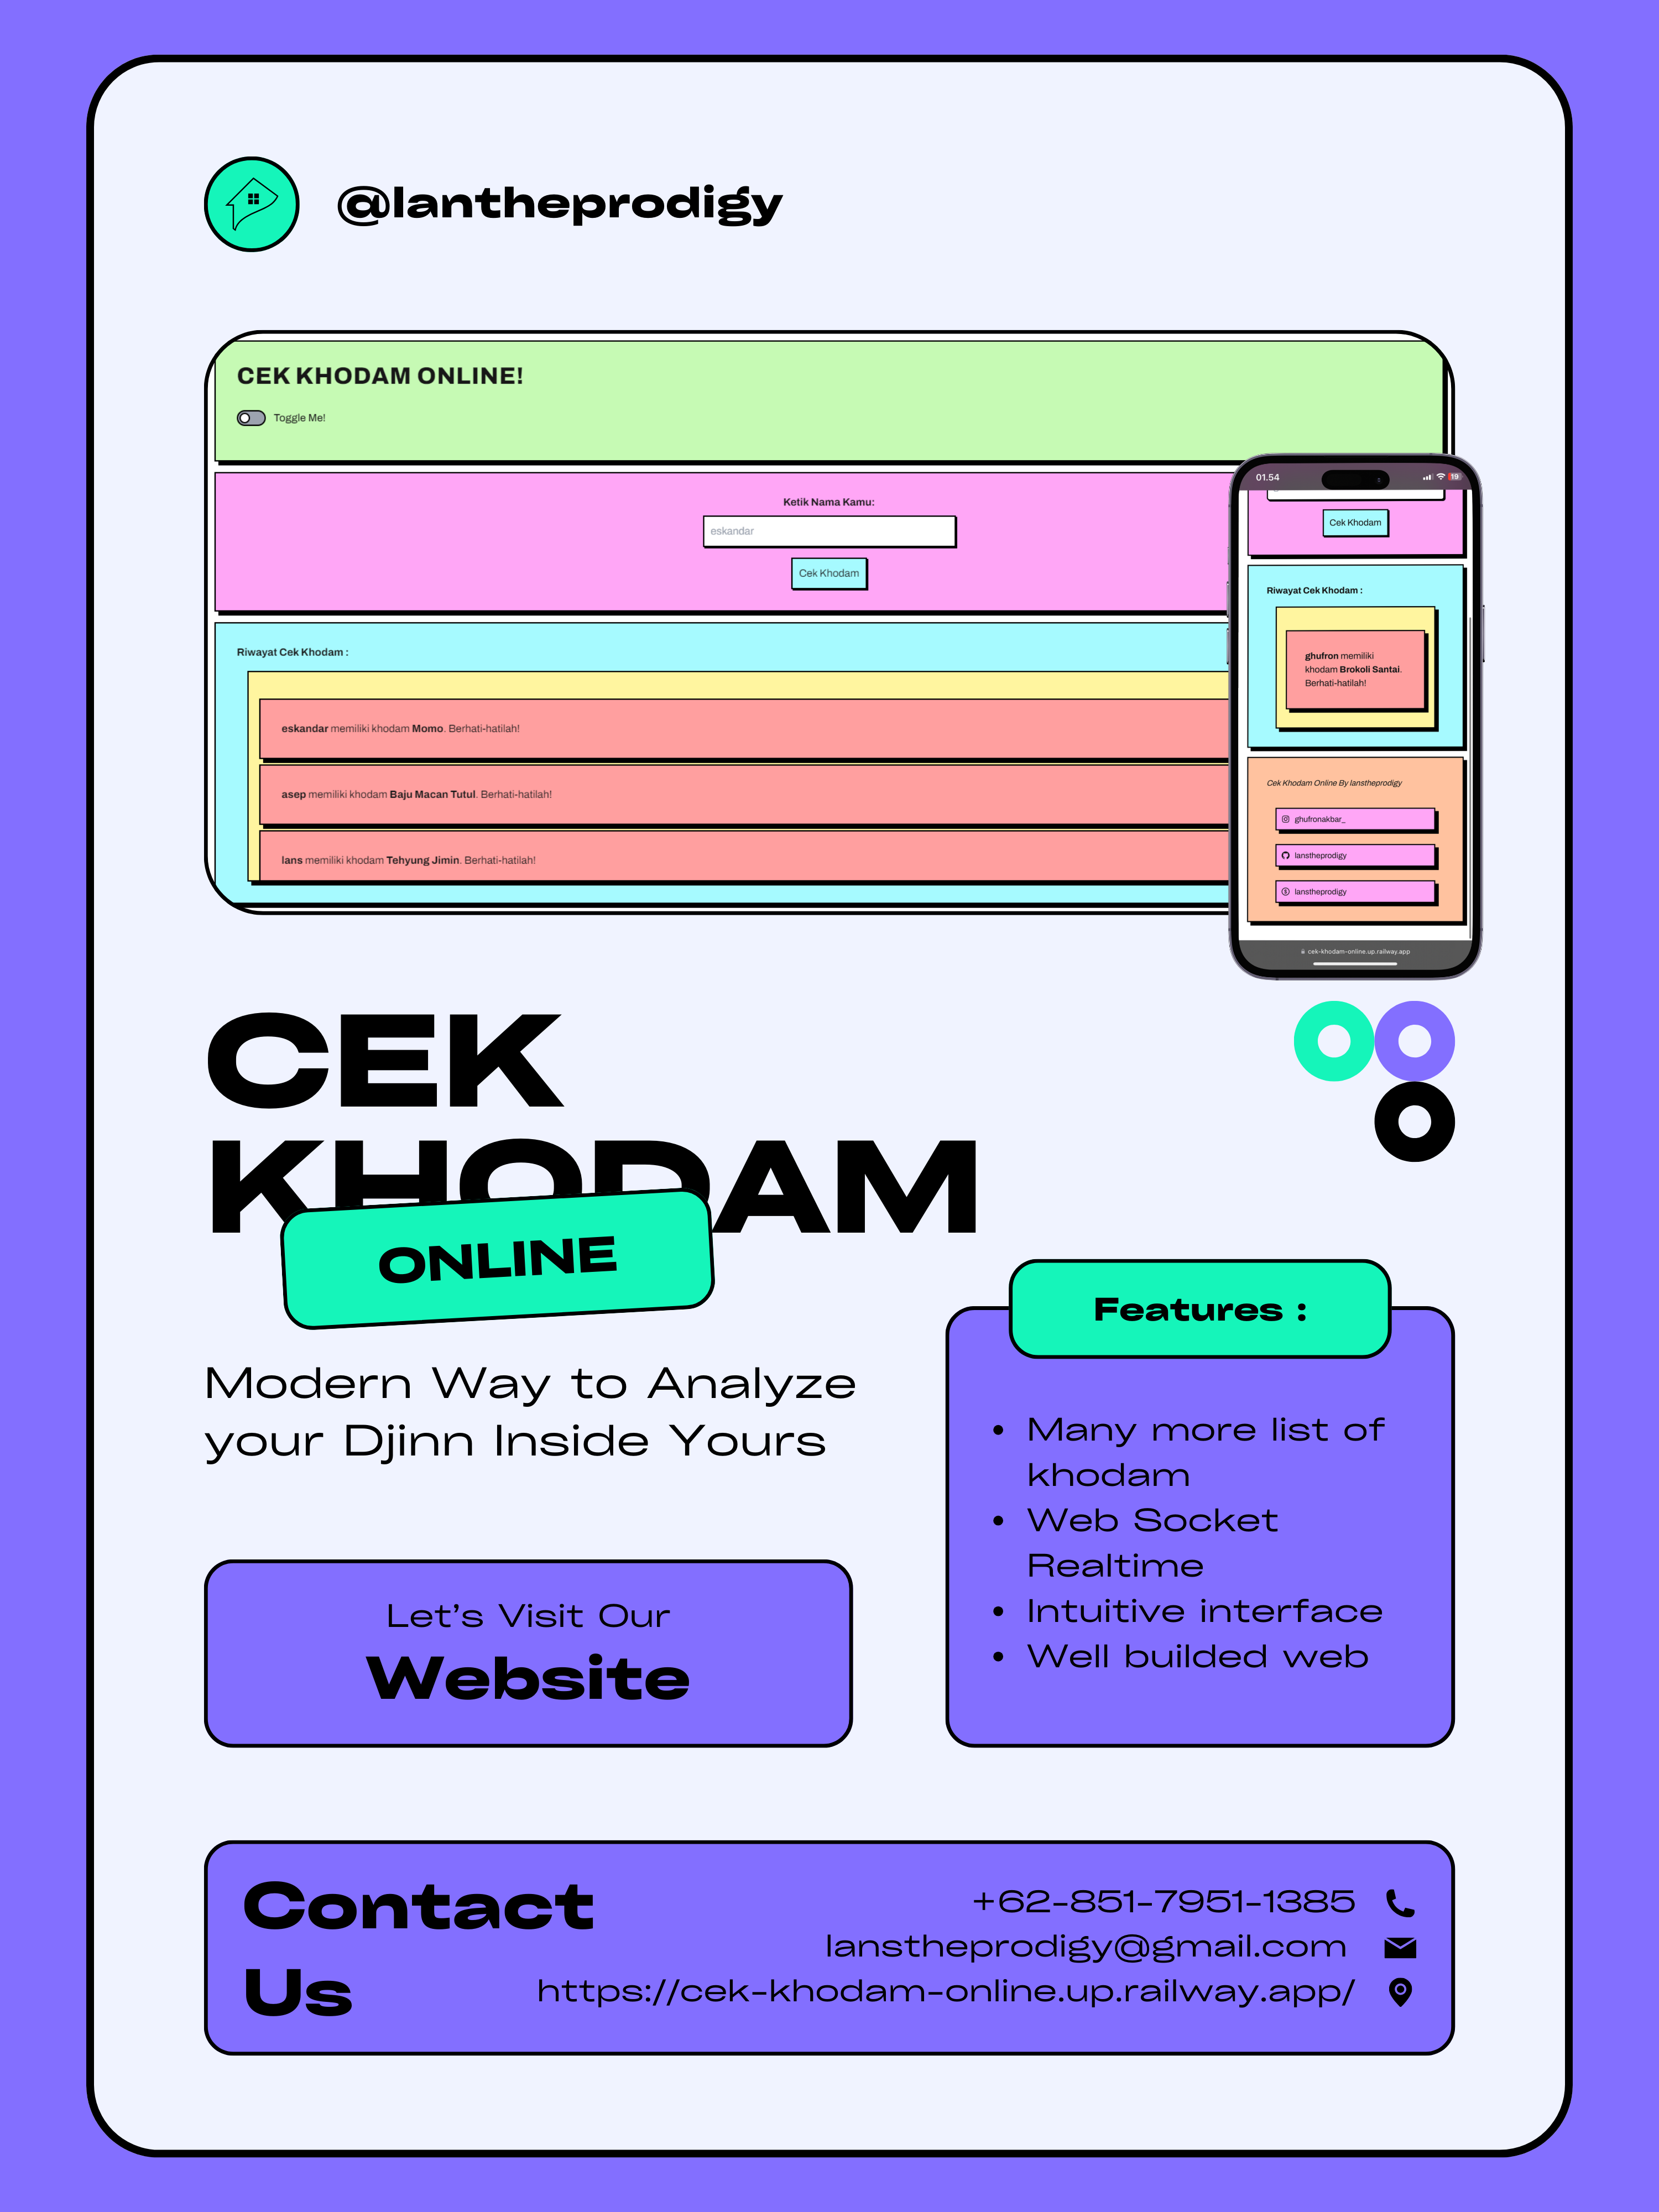 @lantheprodigy
CEK KHODAM ONLINE!
Toggle Me!
Ketik Nama Kamu:
eskandar
Cek Khodam
Riwayat Cek Khodam :
eskandar memiliki khodam Momo. Berhati-hatilah!
asep memiliki khodam Baju Macan Tutul. Berhati-hatilah!
lans memiliki khodam Tehyung Jimin. Berhati-hatilah!
01.54
19
Cek Khodam
Riwayat Cek Khodam :
ghufron memiliki
khodam Brokoli Santai.
Berhati-hatilah!
Cek Khodam Online By lanstheprodigy
ghufronakbar_
lanstheprodigy
lanstheprodigy
cek-khodam-online.up.railway.app
CEK
KHODAM
ONLINE
Modern Way to Analyze
your Djinn Inside Yours
Let's Visit Our
Website
Features :
• Many more list of
khodam
• Web Socket
Realtime
• Intuitive interface
• Well builded web
Contact
Us
+62-851-7951-1385
lanstheprodigy@gmail.com
https://cek-khodam-online.up.railway.app/